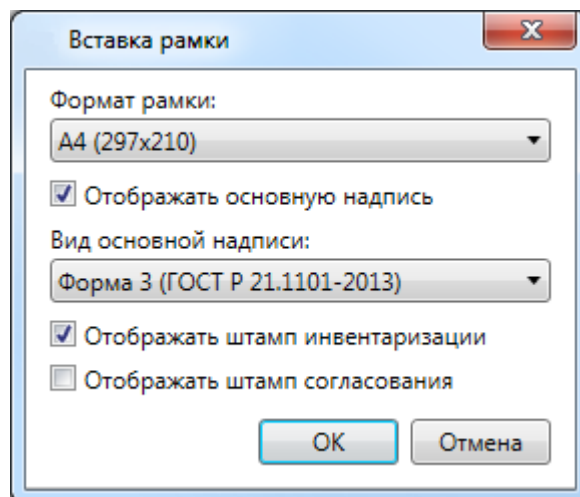 Вставка рамки
Формат рамки:
А4 (297x210)
Отображать основную надпись
Вид основной надписи:
Форма 3 (ГОСТ Р 21.1101-2013)
Отображать штамп инвентаризации
Отображать штамп согласования
ОК
Отмена